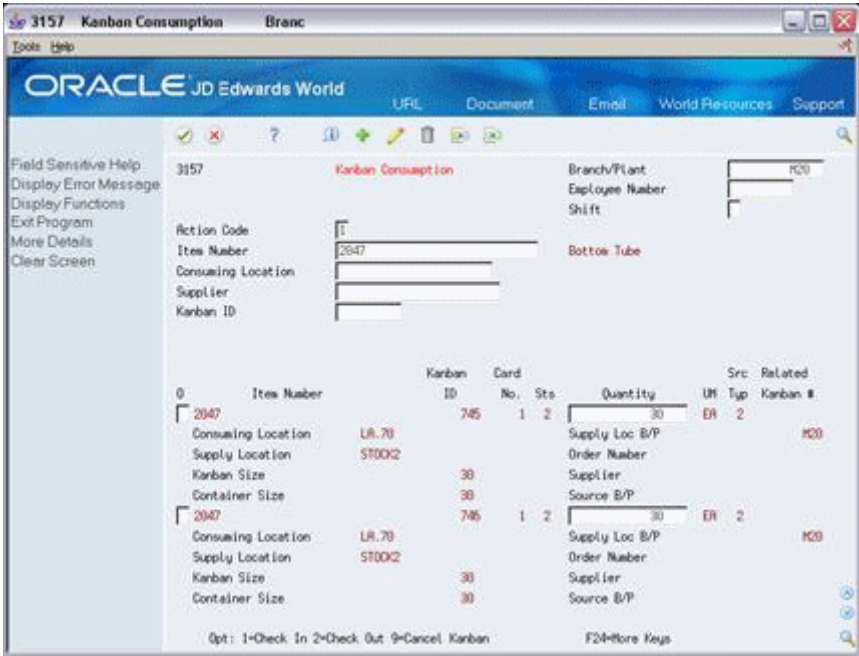 3157 Kanban Consumption Branc
Tools Help
ORACLE JD Edwards World
URL Document Email World Resources Support
Field Sensitive Help
Display Error Message
Display Functions
Exit Program
More Details
Clear Screen
3157 Kanban Consumption Branch/Plant M20
Employee Number
Shift
Action Code I
Item Number 2047 Bottom Tube
Consuming Location
Supplier
Kanban ID
Kanban Card Src Related
O Item Number ID No. Sts Quantity UM Typ Kanban #
2047 745 1 2 30 EA 2
Consuming Location LA.70 Supply Loc B/P M20
Supply Location STOCK2 Order Number
Kanban Size 30 Supplier
Container Size 30 Source B/P
2047 746 1 2 30 EA 2
Consuming Location LA.70 Supply Loc B/P M20
Supply Location STOCK2 Order Number
Kanban Size 30 Supplier
Container Size 30 Source B/P
Opt: 1=Check In 2=Check Out 9=Cancel Kanban F24=More Keys